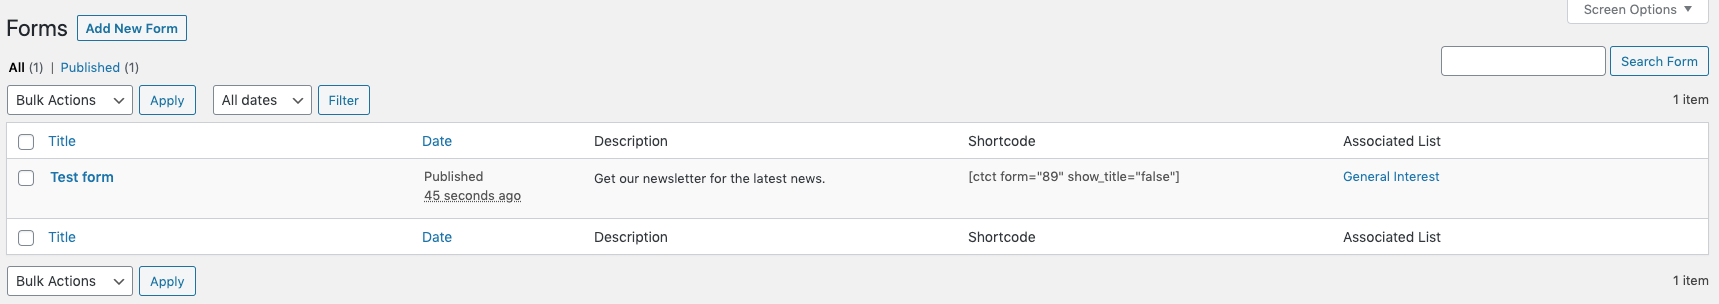 Screen Options
Forms Add New Form
All (1) | Published (1)
Search Form
Bulk Actions Apply All dates Filter 1 item
Title Date Description Shortcode Associated List
Test form Published Get our newsletter for the latest news. [ctct form="89" show_title="false"] General Interest
45 seconds ago
Title Date Description Shortcode Associated List
Bulk Actions Apply 1 item